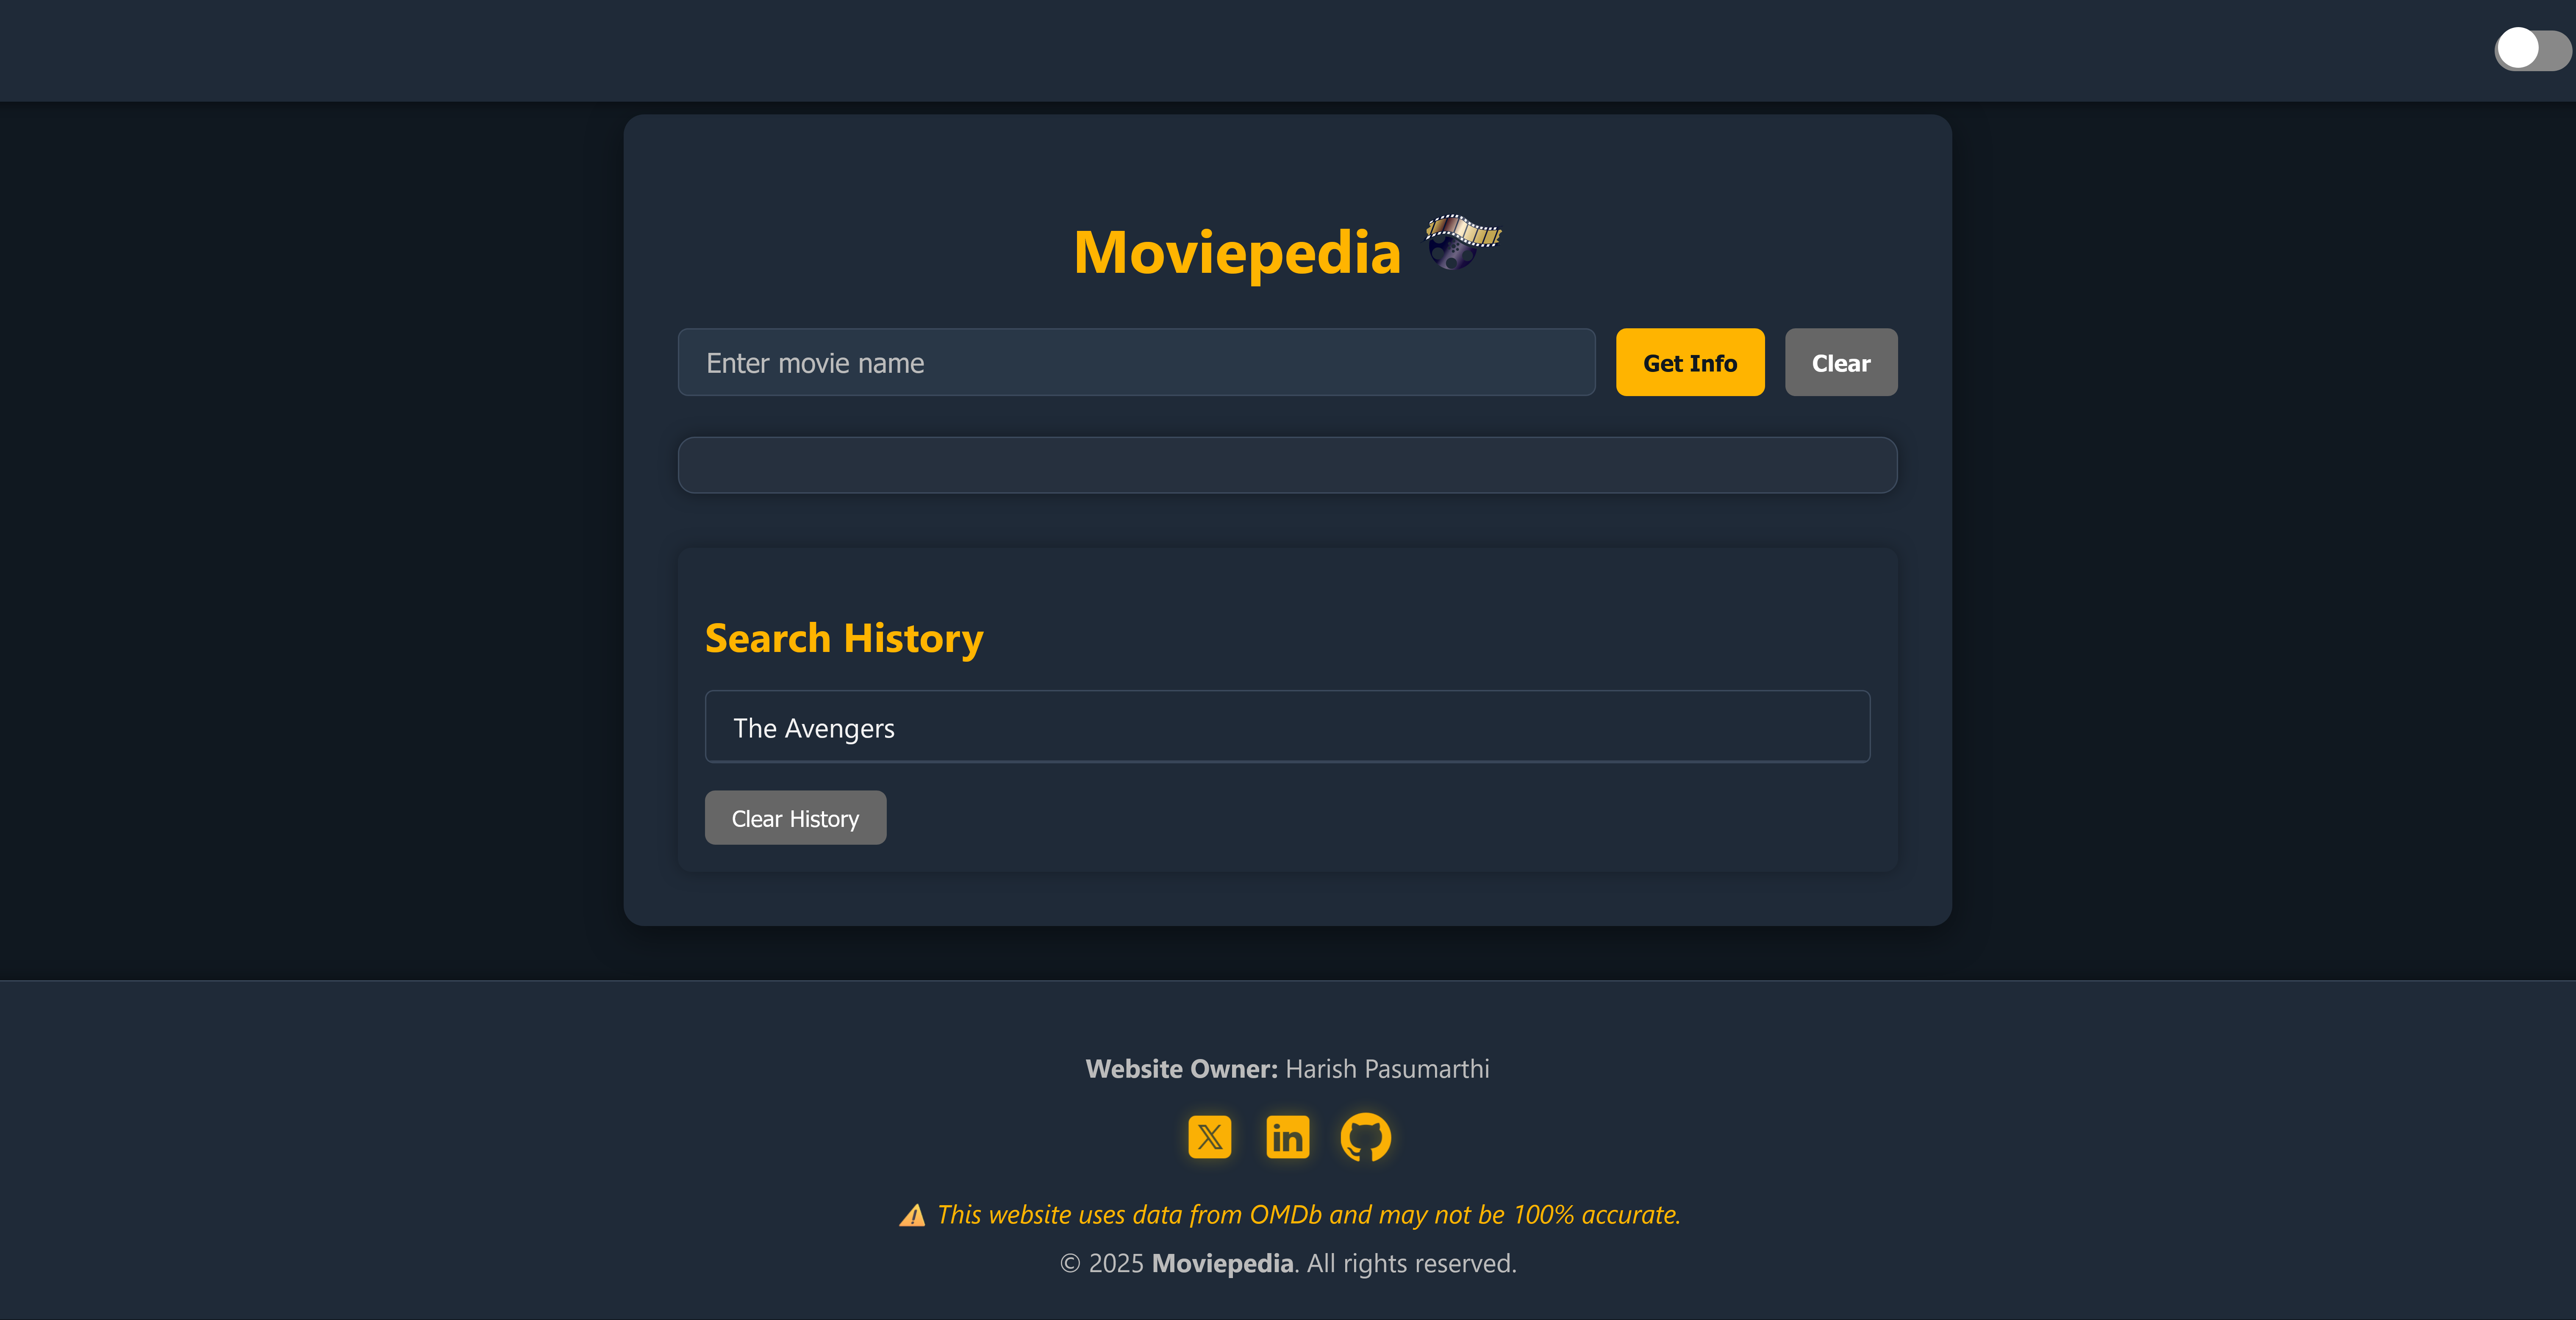 Moviepedia
Enter movie name
Get Info
Clear
Search History
The Avengers
Clear History
Website Owner: Harish Pasumarthi
𝕏 in
⚠️ This website uses data from OMDb and may not be 100% accurate.
© 2025 Moviepedia. All rights reserved.